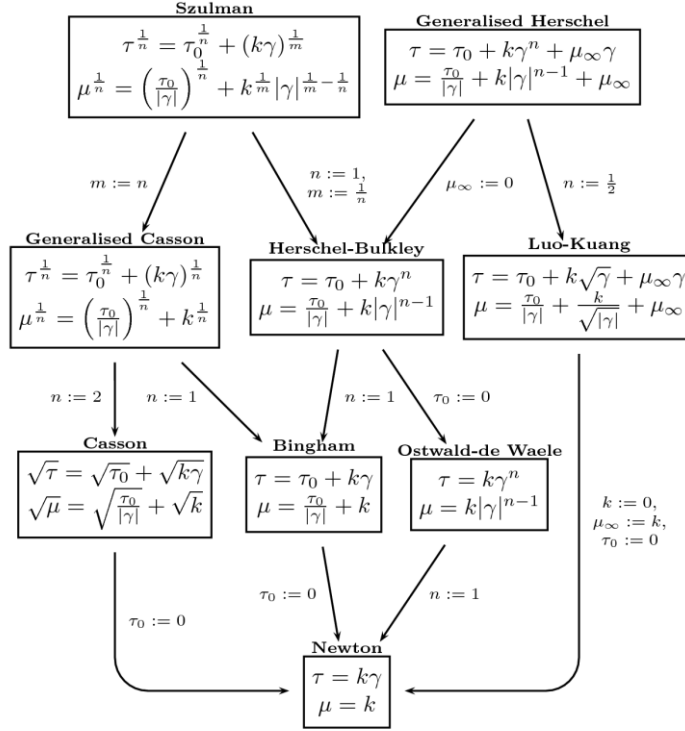 Szulman
τ^{1/n} = τ_0^{1/n} + (kγ)^{1/m}
μ^{1/n} = (τ_0/|γ|)^{1/n} + k^{1/m}|γ|^{1/m − 1/n}
Generalised Herschel
τ = τ_0 + kγ^n + μ_∞γ
μ = τ_0/|γ| + k|γ|^{n−1} + μ_∞
m := n
n := 1,
m := 1/n
μ_∞ := 0
n := 1/2
Generalised Casson
τ^{1/n} = τ_0^{1/n} + (kγ)^{1/n}
μ^{1/n} = (τ_0/|γ|)^{1/n} + k^{1/n}
Herschel-Bulkley
τ = τ_0 + kγ^n
μ = τ_0/|γ| + k|γ|^{n−1}
Luo-Kuang
τ = τ_0 + k√γ + μ_∞γ
μ = τ_0/|γ| + k/√|γ| + μ_∞
n := 2
n := 1
n := 1
τ_0 := 0
Casson
√τ = √τ_0 + √kγ
√μ = √(τ_0/|γ|) + √k
Bingham
τ = τ_0 + kγ
μ = τ_0/|γ| + k
Ostwald-de Waele
τ = kγ^n
μ = k|γ|^{n−1}
k := 0,
μ_∞ := k,
τ_0 := 0
τ_0 := 0
τ_0 := 0
n := 1
Newton
τ = kγ
μ = k